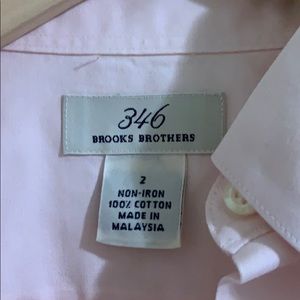 346
BROOKS BROTHERS
2
NON-IRON
100% COTTON
MADE IN
MALAYSIA